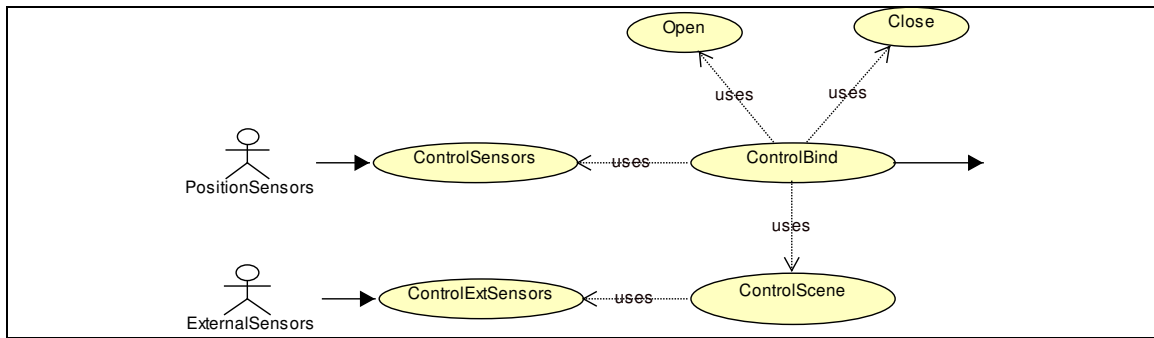 Open
Close
uses
uses
ControlSensors
uses
ControlBind
PositionSensors
uses
ControlExtSensors
uses
ControlScene
ExternalSensors